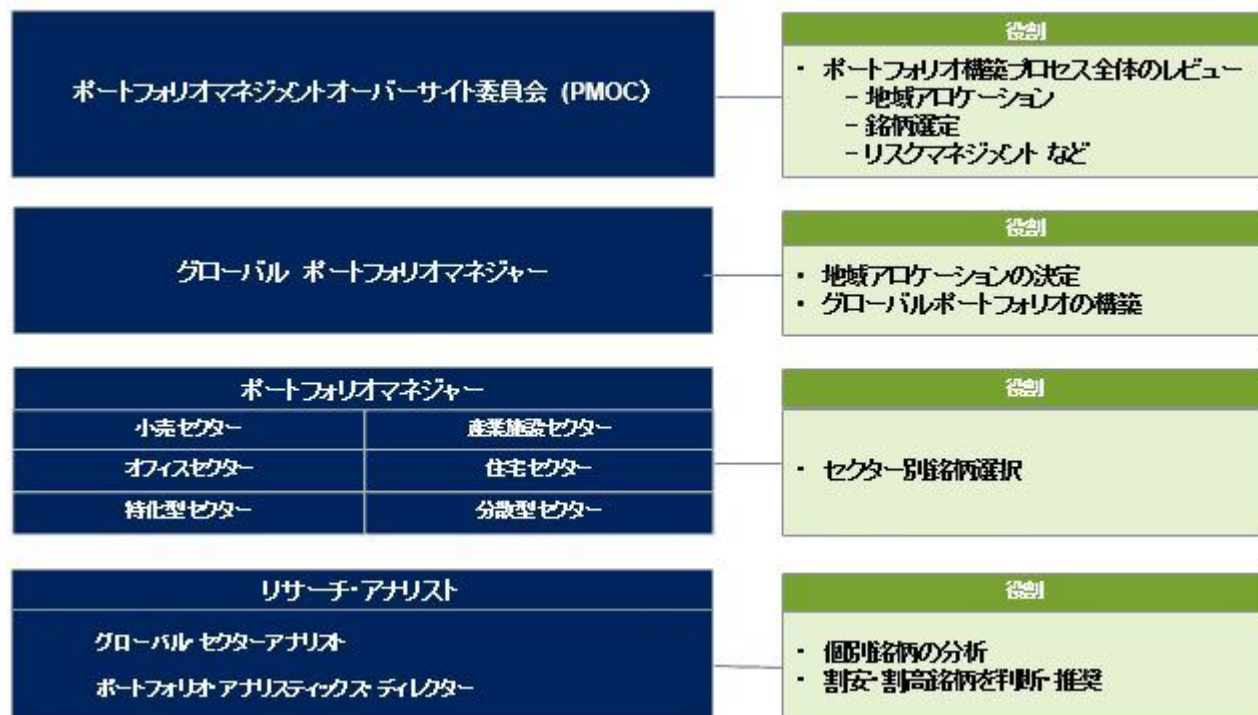 ポートフォリオマネジメントオーバーサイト委員会 (PMOC)
役割
・ ポートフォリオ構築プロセス全体のレビュー
- 地域アロケーション
- 銘柄選定
- リスクマネジメント など
グローバル ポートフォリオマネジャー
役割
・ 地域アロケーションの決定
・ グローバルポートフォリオの構築
ポートフォリオマネジャー
小売セクター 産業施設セクター
オフィスセクター 住宅セクター
特化型セクター 分散型セクター
役割
・ セクター別銘柄選択
リサーチ・アナリスト
グローバル セクターアナリスト
ポートフォリオ アナリスティックス ディレクター
役割
・ 個別銘柄の分析
・ 割安・割高銘柄を判断・推奨